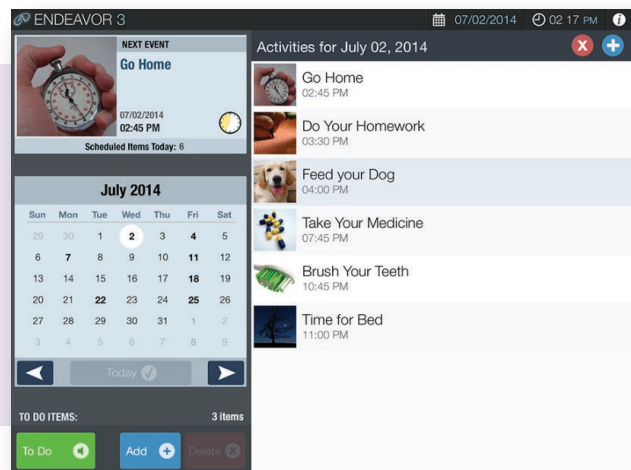 ENDEAVOR 3
07/02/2014 02 17 PM
NEXT EVENT
Go Home
07/02/2014
02:45 PM
Scheduled Items Today: 6
July 2014
Sun Mon Tue Wed Thu Fri Sat
29 30 1 2 3 4 5
6 7 8 9 10 11 12
13 14 15 16 17 18 19
20 21 22 23 24 25 26
27 28 29 30 31 1 2
3 4 5 6 7 8 9
Today
TO DO ITEMS: 3 items
To Do Add Delete
Activities for July 02, 2014
Go Home
02:45 PM
Do Your Homework
03:30 PM
Feed your Dog
04:00 PM
Take Your Medicine
07:45 PM
Brush Your Teeth
10:45 PM
Time for Bed
11:00 PM